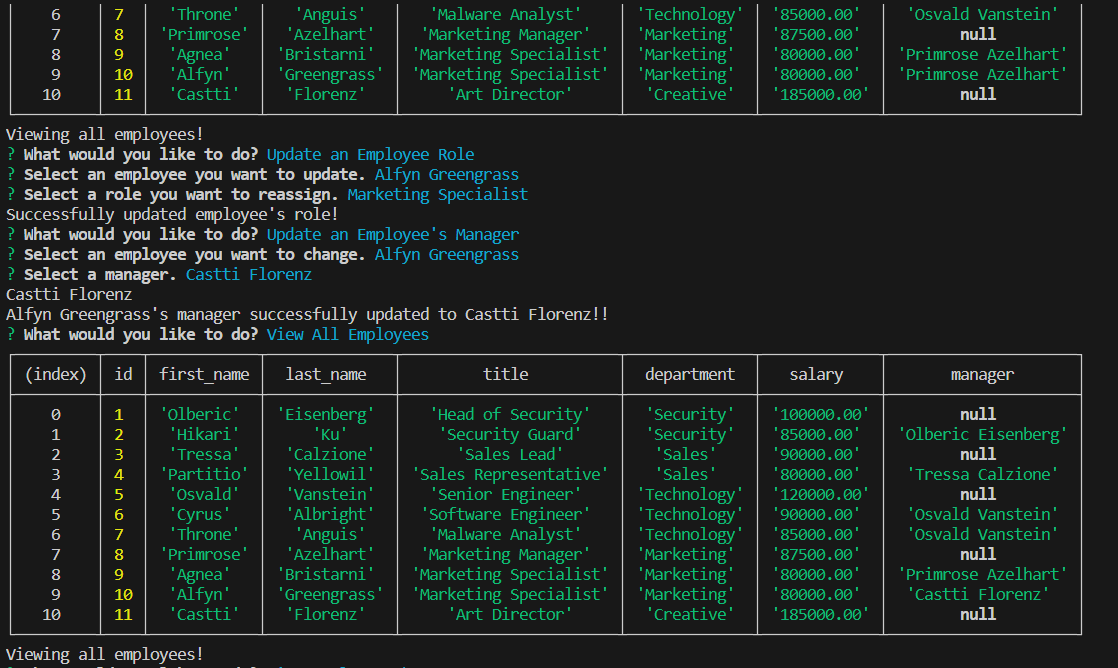 6 7 'Throne' 'Anguis' 'Malware Analyst' 'Technology' '85000.00' 'Osvald Vanstein'
7 8 'Primrose' 'Azelhart' 'Marketing Manager' 'Marketing' '87500.00' null
8 9 'Agnea' 'Bristarni' 'Marketing Specialist' 'Marketing' '80000.00' 'Primrose Azelhart'
9 10 'Alfyn' 'Greengrass' 'Marketing Specialist' 'Marketing' '80000.00' 'Primrose Azelhart'
10 11 'Castti' 'Florenz' 'Art Director' 'Creative' '185000.00' null
Viewing all employees!
? What would you like to do? Update an Employee Role
? Select an employee you want to update. Alfyn Greengrass
? Select a role you want to reassign. Marketing Specialist
Successfully updated employee's role!
? What would you like to do? Update an Employee's Manager
? Select an employee you want to change. Alfyn Greengrass
? Select a manager. Castti Florenz
Castti Florenz
Alfyn Greengrass's manager successfully updated to Castti Florenz!!
? What would you like to do? View All Employees
(index) id first_name last_name title department salary manager
0 1 'Olberic' 'Eisenberg' 'Head of Security' 'Security' '100000.00' null
1 2 'Hikari' 'Ku' 'Security Guard' 'Security' '85000.00' 'Olberic Eisenberg'
2 3 'Tressa' 'Calzione' 'Sales Lead' 'Sales' '90000.00' null
3 4 'Partitio' 'Yellowil' 'Sales Representative' 'Sales' '80000.00' 'Tressa Calzione'
4 5 'Osvald' 'Vanstein' 'Senior Engineer' 'Technology' '120000.00' null
5 6 'Cyrus' 'Albright' 'Software Engineer' 'Technology' '90000.00' 'Osvald Vanstein'
6 7 'Throne' 'Anguis' 'Malware Analyst' 'Technology' '85000.00' 'Osvald Vanstein'
7 8 'Primrose' 'Azelhart' 'Marketing Manager' 'Marketing' '87500.00' null
8 9 'Agnea' 'Bristarni' 'Marketing Specialist' 'Marketing' '80000.00' 'Primrose Azelhart'
9 10 'Alfyn' 'Greengrass' 'Marketing Specialist' 'Marketing' '80000.00' 'Castti Florenz'
10 11 'Castti' 'Florenz' 'Art Director' 'Creative' '185000.00' null
Viewing all employees!